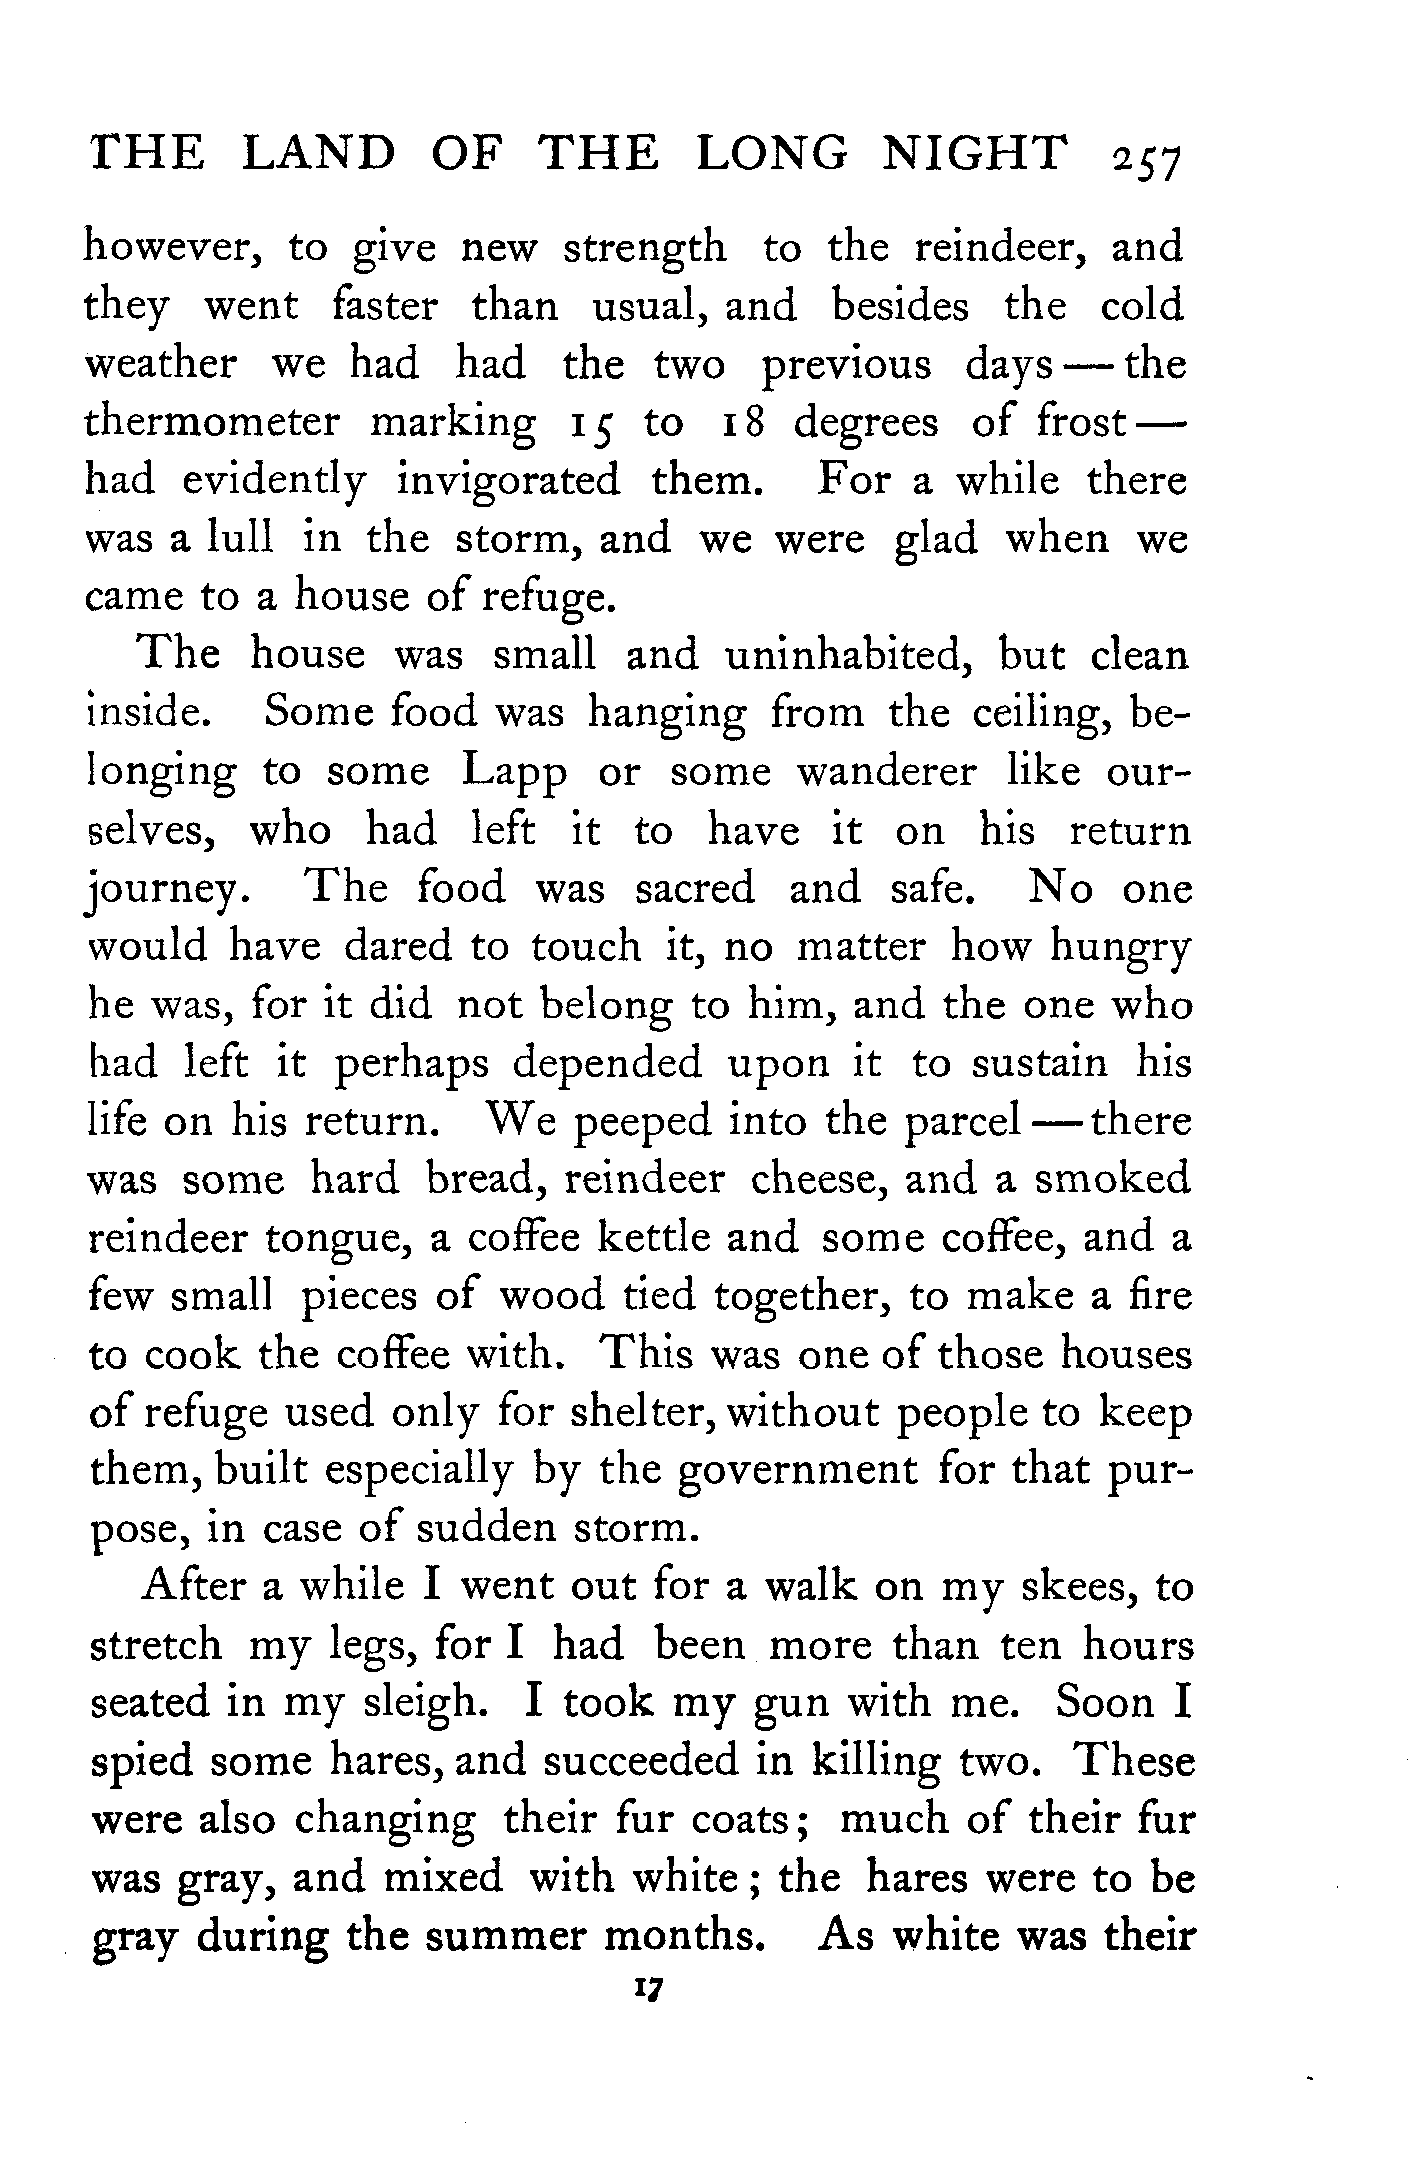 THE LAND OF THE LONG NIGHT 257
however, to give new strength to the reindeer, and
they went faster than usual, and besides the cold
weather we had had the two previous days — the
thermometer marking 15 to 18 degrees of frost —
had evidently invigorated them. For a while there
was a lull in the storm, and we were glad when we
came to a house of refuge.
The house was small and uninhabited, but clean
inside. Some food was hanging from the ceiling, be-
longing to some Lapp or some wanderer like our-
selves, who had left it to have it on his return
journey. The food was sacred and safe. No one
would have dared to touch it, no matter how hungry
he was, for it did not belong to him, and the one who
had left it perhaps depended upon it to sustain his
life on his return. We peeped into the parcel — there
was some hard bread, reindeer cheese, and a smoked
reindeer tongue, a coffee kettle and some coffee, and a
few small pieces of wood tied together, to make a fire
to cook the coffee with. This was one of those houses
of refuge used only for shelter, without people to keep
them, built especially by the government for that pur-
pose, in case of sudden storm.
After a while I went out for a walk on my skees, to
stretch my legs, for I had been more than ten hours
seated in my sleigh. I took my gun with me. Soon I
spied some hares, and succeeded in killing two. These
were also changing their fur coats; much of their fur
was gray, and mixed with white; the hares were to be
gray during the summer months. As white was their
17